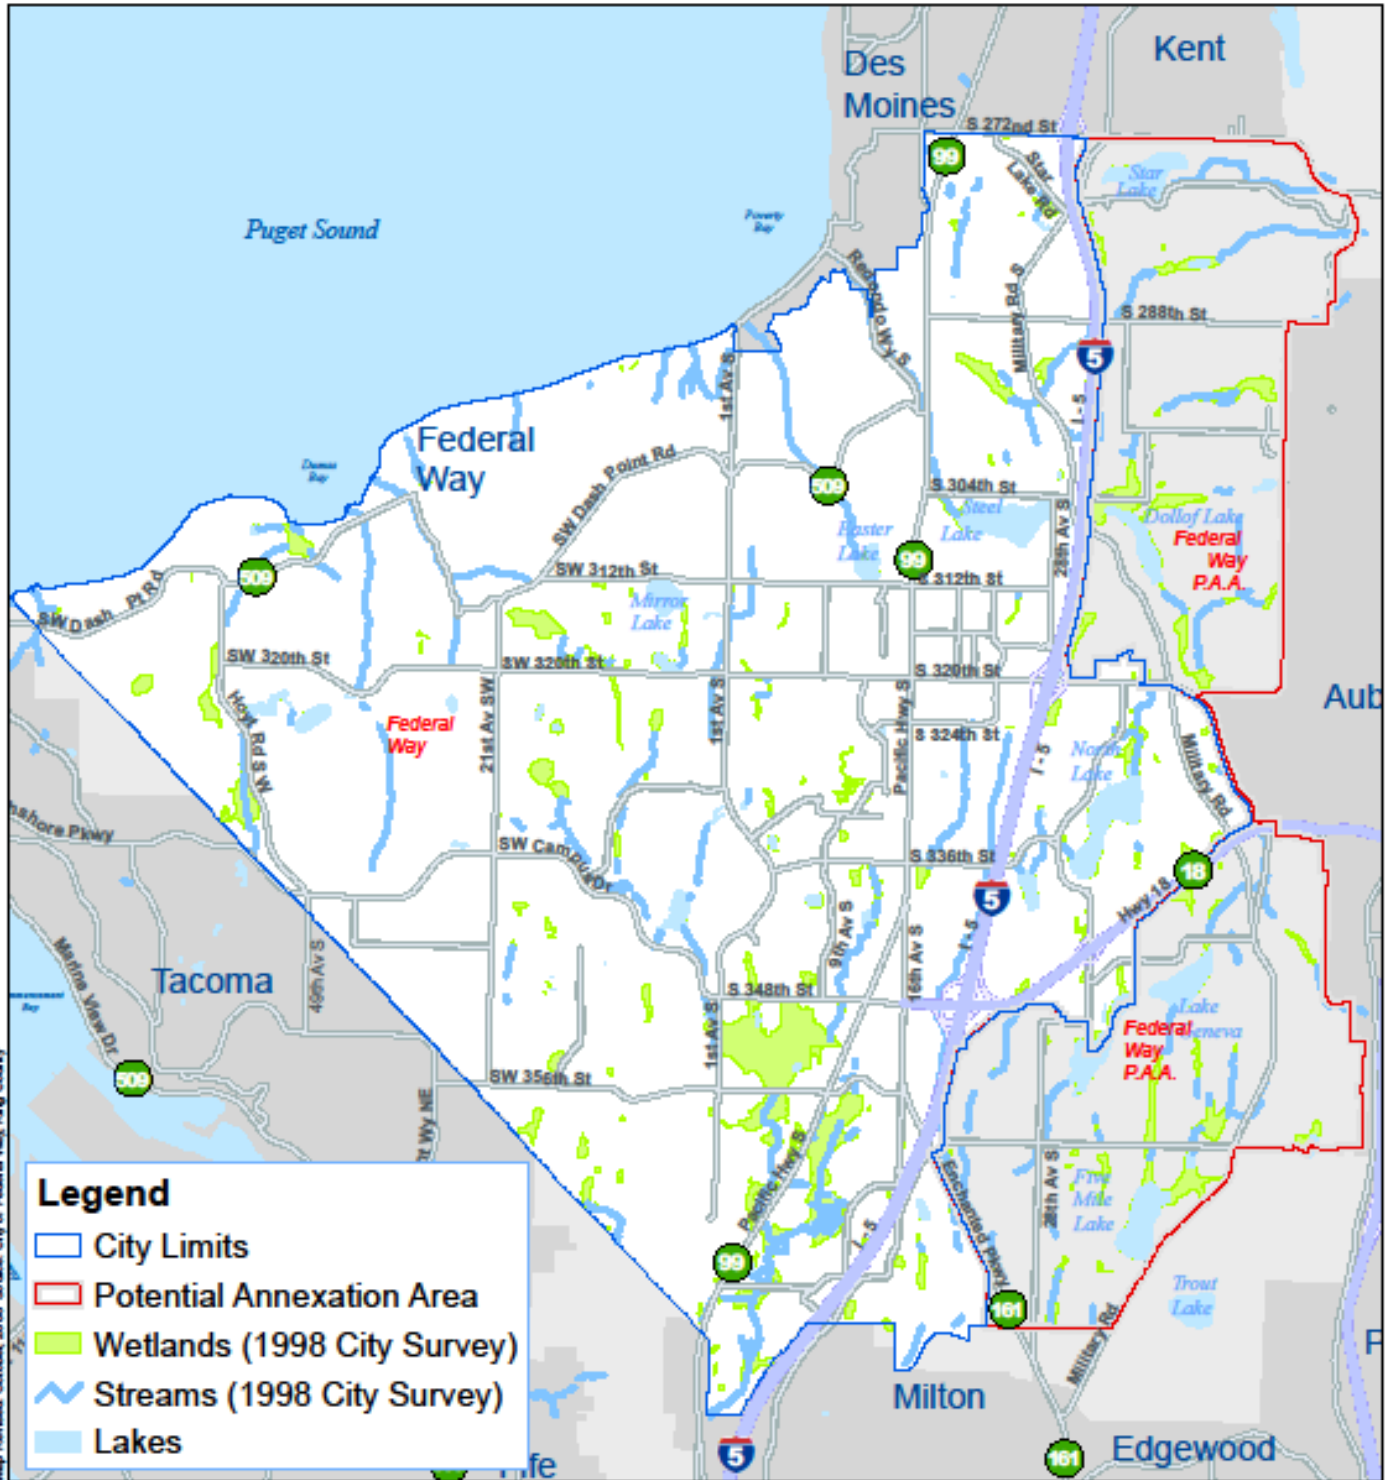 Des
Moines
Kent
S 272nd St
99
Star
Lake Rd
Star
Lake
Puget Sound
Poverty
Bay
Redondo Wy S
Military Rd S
S 288th St
5
1st Av S
I - 5
Federal
Way
Dumas
Bay
SW Dash Point Rd
509
S 304th St
Steel
Lake
Easter
Lake
99
28th Av S
Dollof Lake
Federal
Way
P.A.A.
509
SW 312th St
S 312th St
SW Dash Pt Rd
Mirror
Lake
SW 320th St
SW 320th St
S 320th St
Hoyt Rd SW
Federal
Way
21st Av SW
1st Av S
Pacific Hwy S
S 324th St
I - 5
North
Lake
Military Rd
Aub
nshore Pkwy
SW Campus Dr
S 336th St
18
5
Hwy 18
Marine View Dr
Tacoma
49th Av S
9th Av S
16th Av S
I - 5
S 348th St
Bay
1st Av S
Lake
Geneva
Federal
Way
P.A.A.
509
SW 356th St
Pacific Hwy S
Enchanted Pkwy
28th Av S
Five
Mile
Lake
99
I - 5
161
Trout
Lake
Military Rd
F
Milton
Edgewood
5
161
Fife
Legend
City Limits
Potential Annexation Area
Wetlands (1998 City Survey)
Streams (1998 City Survey)
Lakes